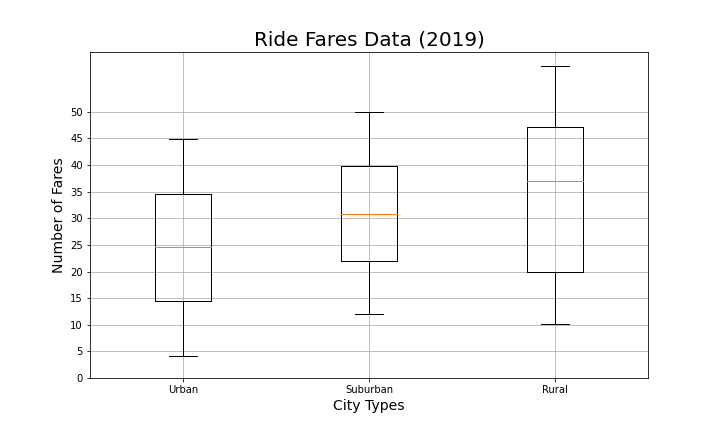 Ride Fares Data (2019)
Number of Fares
50
45
40
35
30
25
20
15
10
5
0
Urban
Suburban
Rural
City Types